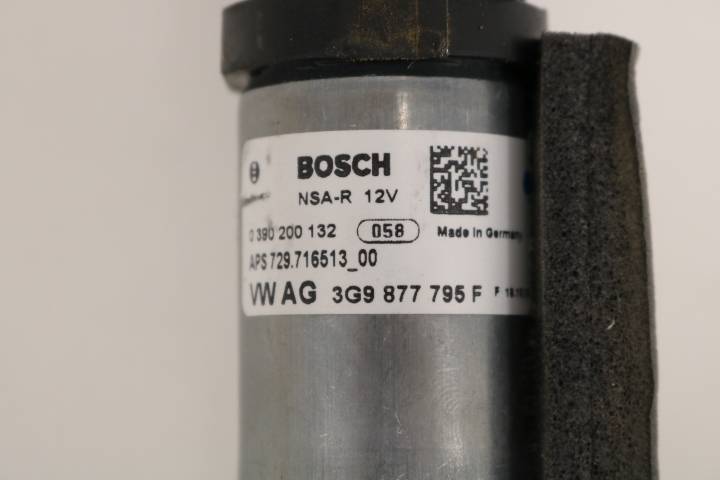 BOSCH
NSA-R 12V
0 390 200 132 058 Made in Germany
APS 729.716513_00
VW AG 3G9 877 795 F F